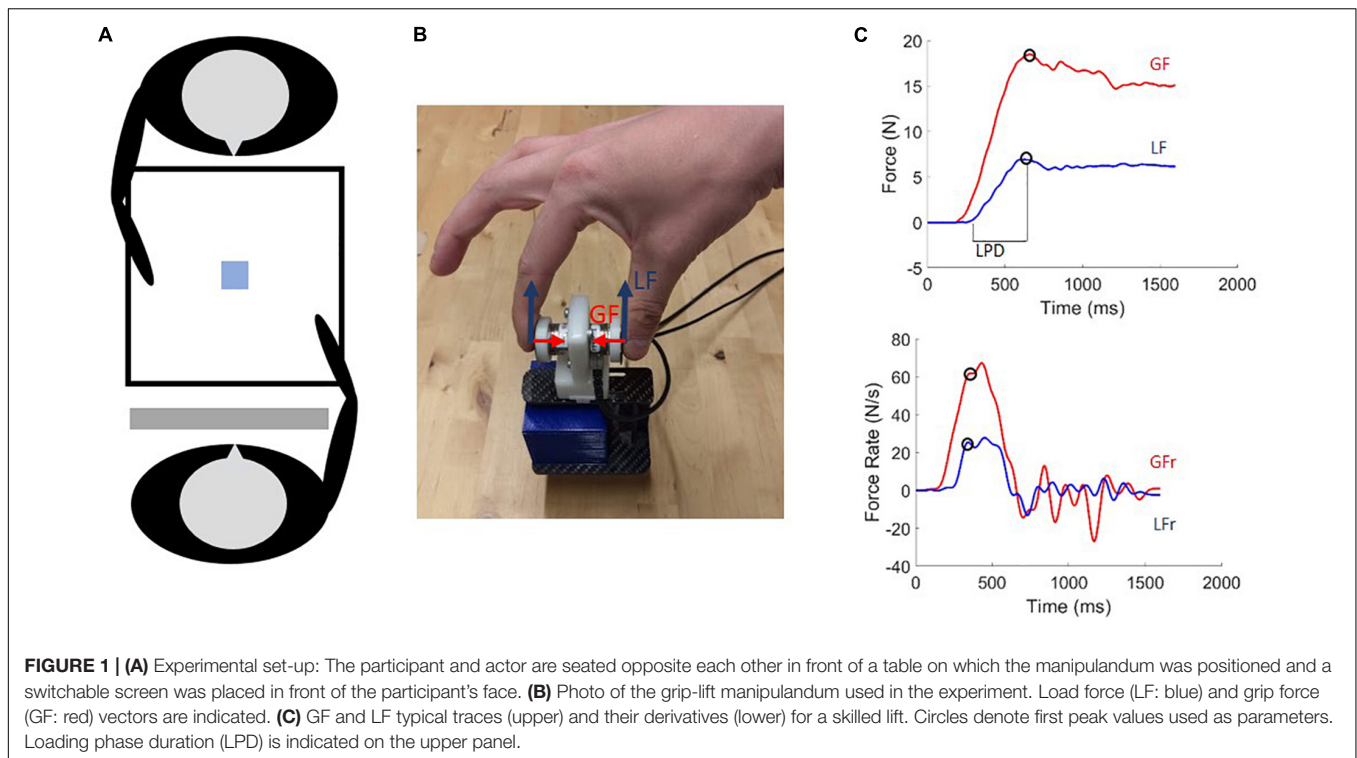 A
B
C
LF
GF
20
15
10
5
0
-5
Force (N)
GF
LF
LPD
0 500 1000 1500 2000
Time (ms)
80
60
40
20
0
-20
-40
Force Rate (N/s)
GFr
LFr
0 500 1000 1500 2000
Time (ms)
FIGURE 1 | (A) Experimental set-up: The participant and actor are seated opposite each other in front of a table on which the manipulandum was positioned and a
switchable screen was placed in front of the participant's face. (B) Photo of the grip-lift manipulandum used in the experiment. Load force (LF: blue) and grip force
(GF: red) vectors are indicated. (C) GF and LF typical traces (upper) and their derivatives (lower) for a skilled lift. Circles denote first peak values used as parameters.
Loading phase duration (LPD) is indicated on the upper panel.